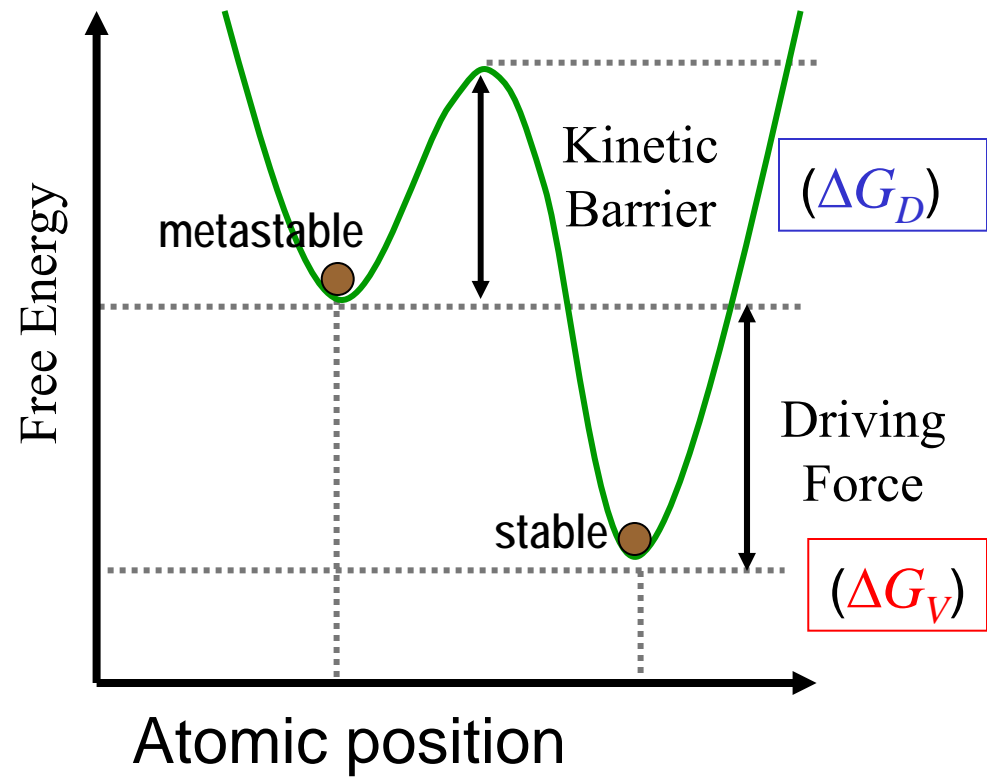 Free Energy
metastable
Kinetic
Barrier
(ΔG_D)
Driving
Force
stable
(ΔG_V)
Atomic position